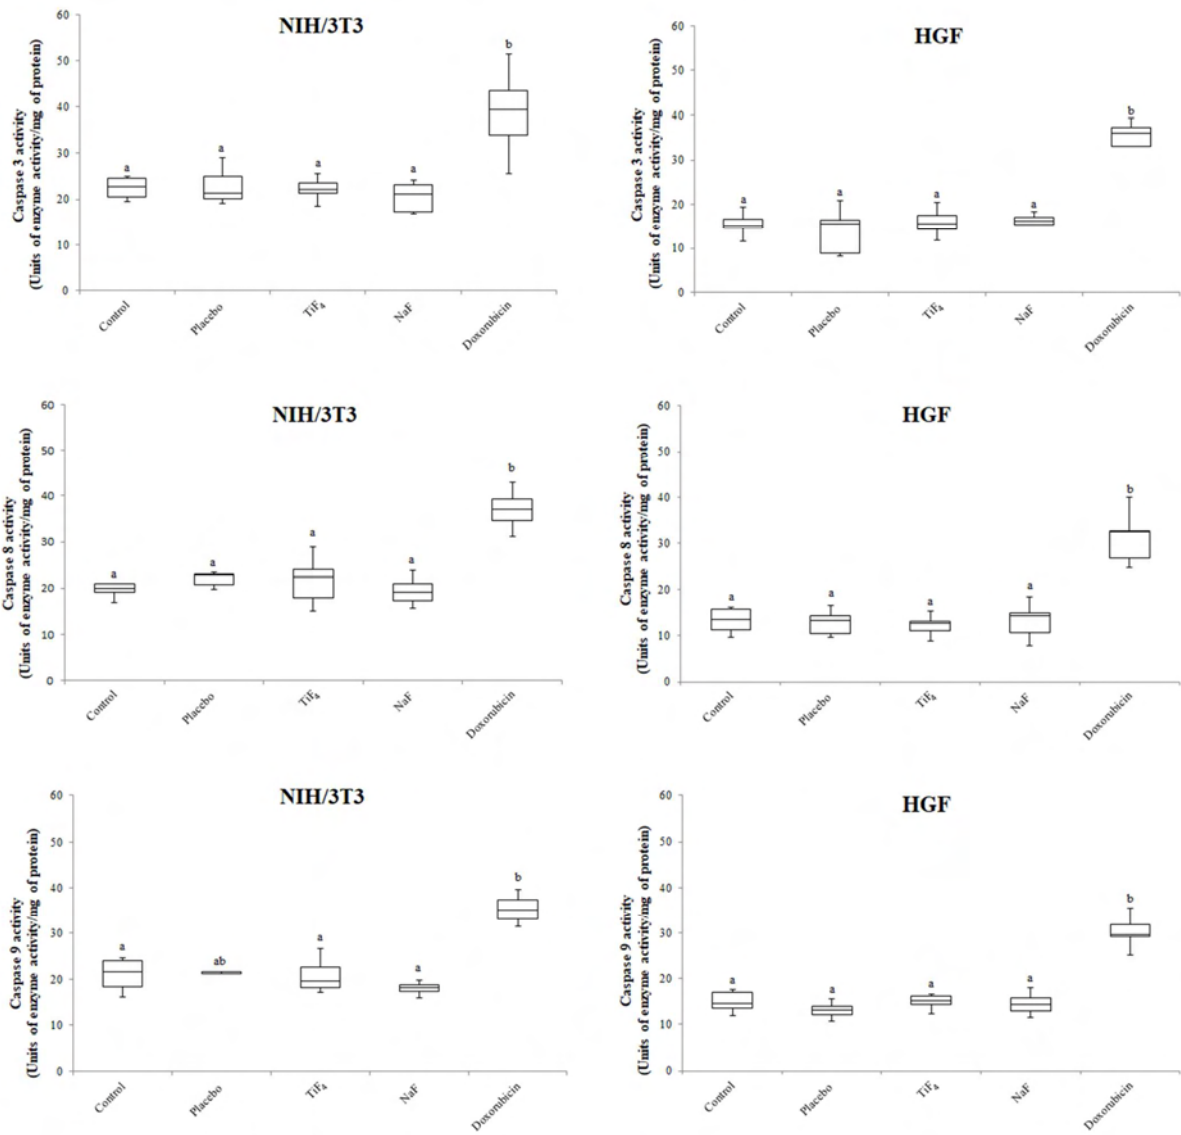 NIH/3T3
Caspase 3 activity
(Units of enzyme activity/mg of protein)
60
50
40
30
20
10
0
a
a
a
a
b
Control
Placebo
TiF₄
NaF
Doxorubicin
HGF
Caspase 3 activity
(Units of enzyme activity/mg of protein)
60
50
40
30
20
10
0
a
a
a
a
b
Control
Placebo
TiF₄
NaF
Doxorubicin
NIH/3T3
Caspase 8 activity
(Units of enzyme activity/mg of protein)
60
50
40
30
20
10
0
a
a
a
a
b
Control
Placebo
TiF₄
NaF
Doxorubicin
HGF
Caspase 8 activity
(Units of enzyme activity/mg of protein)
60
50
40
30
20
10
0
a
a
a
a
b
Control
Placebo
TiF₄
NaF
Doxorubicin
NIH/3T3
Caspase 9 activity
(Units of enzyme activity/mg of protein)
60
50
40
30
20
10
0
a
ab
a
a
b
Control
Placebo
TiF₄
NaF
Doxorubicin
HGF
Caspase 9 activity
(Units of enzyme activity/mg of protein)
60
50
40
30
20
10
0
a
a
a
a
b
Control
Placebo
TiF₄
NaF
Doxorubicin